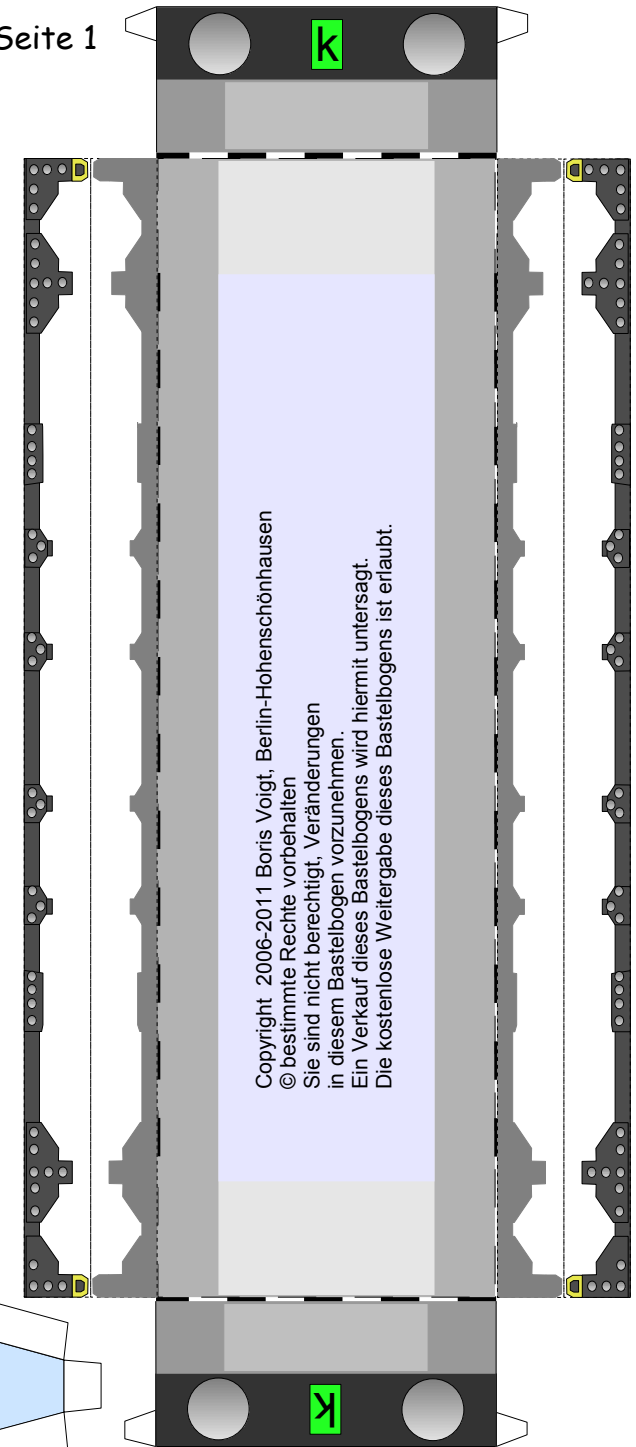 Seite 1
k
Copyright 2006-2011 Boris Voigt, Berlin-Hohenschönhausen
© bestimmte Rechte vorbehalten
Sie sind nicht berechtigt, Veränderungen
in diesem Bastelbogen vorzunehmen.
Ein Verkauf dieses Bastelbogens wird hiermit untersagt.
Die kostenlose Weitergabe dieses Bastelbogens ist erlaubt.
k